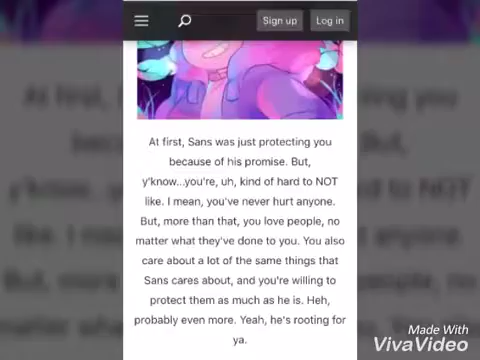 Sign up
Log in
At first, Sans was just protecting you
because of his promise. But,
y'know...you're, uh, kind of hard to NOT
like. I mean, you've never hurt anyone.
But, more than that, you love people, no
matter what they've done to you. You also
care about a lot of the same things that
Sans cares about, and you're willing to
protect them as much as he is. Heh,
probably even more. Yeah, he's rooting for
ya.
Made With
VivaVideo